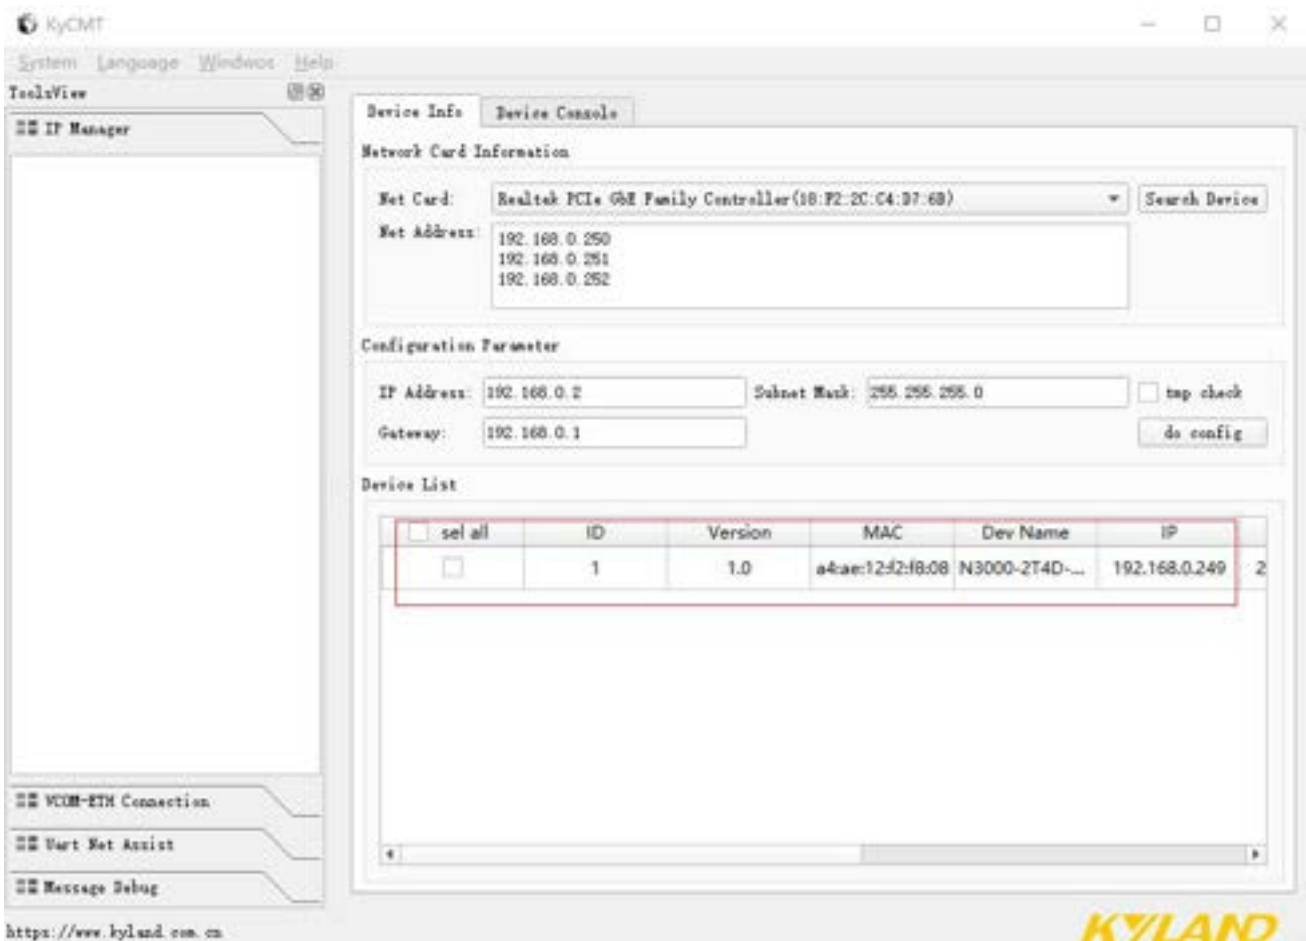 KyCMT
System Language Windwos Help
ToolsView
IP Manager
VCOM-ETH Connection
Uart Net Assist
Message Debug
Device Info Device Console
Network Card Information
Net Card: Realtek PCIe GbE Family Controller(18:F2:2C:C4:D7:6B) Search Device
Net Address: 192.168.0.250
192.168.0.251
192.168.0.252
Configuration Parameter
IP Address: 192.168.0.2 Subnet Mask: 255.255.255.0 tmp check
Gateway: 192.168.0.1 do config
Device List
sel all ID Version MAC Dev Name IP
1 1.0 a4:ae:12:f2:f8:08 N3000-2T4D-... 192.168.0.249 2
https://www.kyland.com.cn
KYLAND